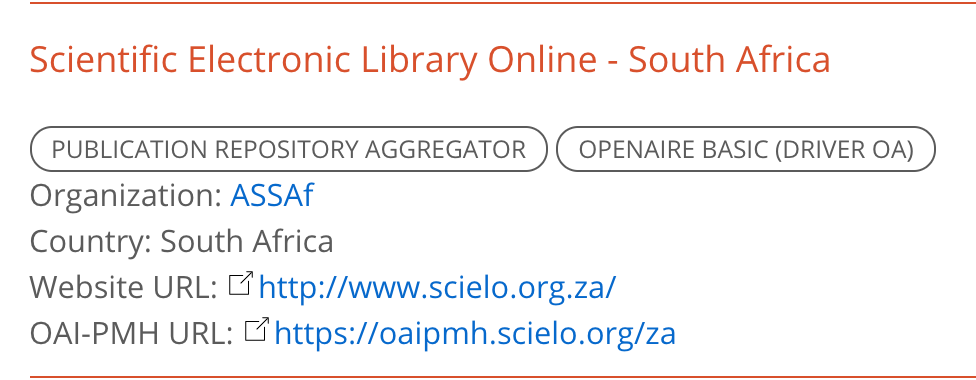 Scientific Electronic Library Online - South Africa
PUBLICATION REPOSITORY AGGREGATOR OPENAIRE BASIC (DRIVER OA)
Organization: ASSAf
Country: South Africa
Website URL: http://www.scielo.org.za/
OAI-PMH URL: https://oaipmh.scielo.org/za